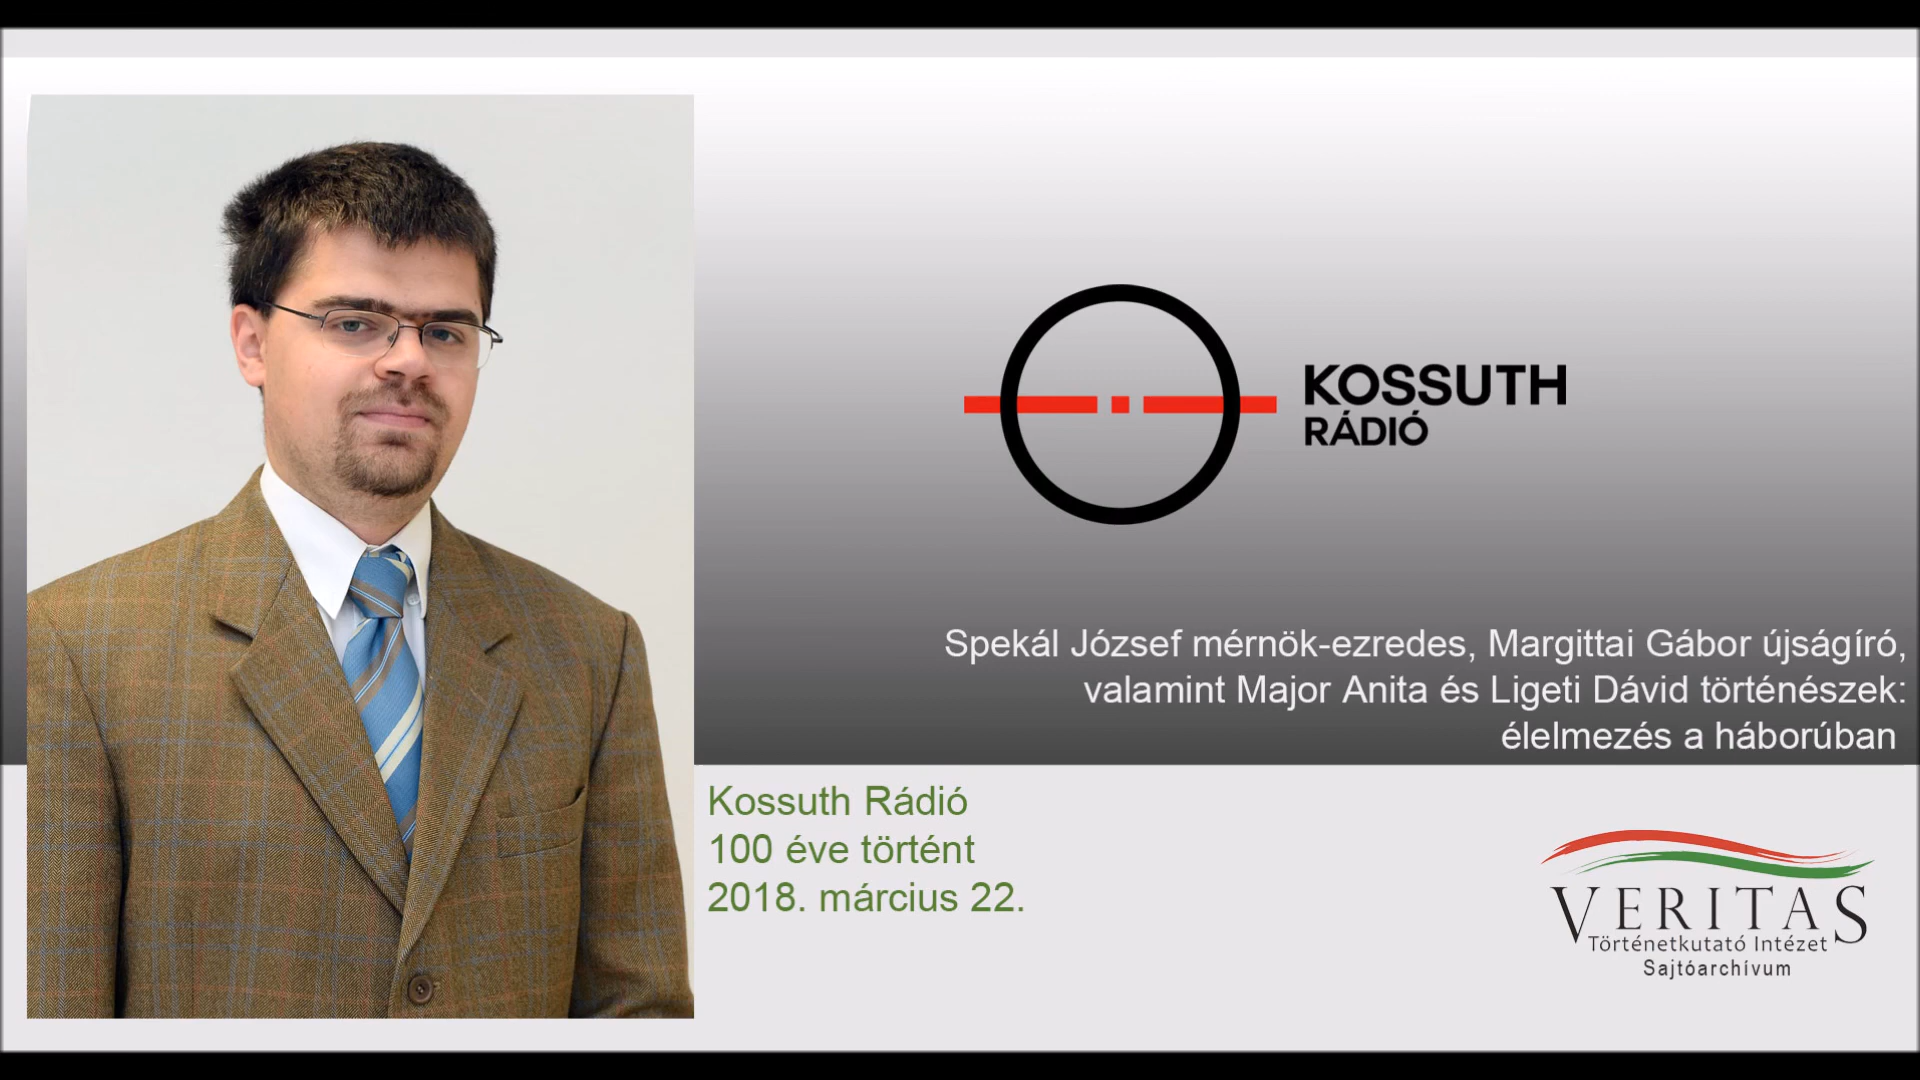 KOSSUTH
RÁDIÓ
Spekál József mérnök-ezredes, Margittai Gábor újságíró,
valamint Major Anita és Ligeti Dávid történészek:
élelmezés a háborúban
Kossuth Rádió
100 éve történt
2018. március 22.
VERITAS
Történetkutató Intézet
Sajtóarchívum